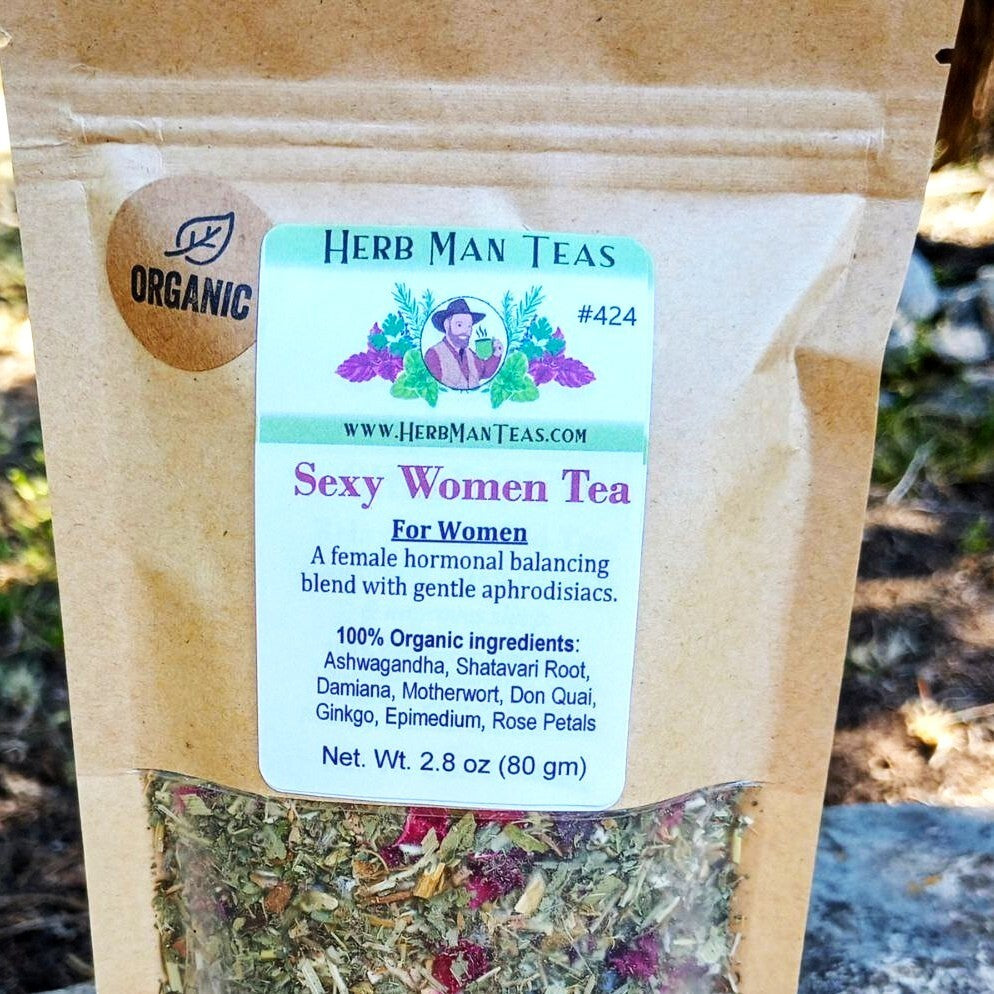 ORGANIC
HERB MAN TEAS
#424
WWW.HERBMANTEAS.COM
Sexy Women Tea
For Women
A female hormonal balancing
blend with gentle aphrodisiacs.
100% Organic ingredients:
Ashwagandha, Shatavari Root,
Damiana, Motherwort, Don Quai,
Ginkgo, Epimedium, Rose Petals
Net. Wt. 2.8 oz (80 gm)